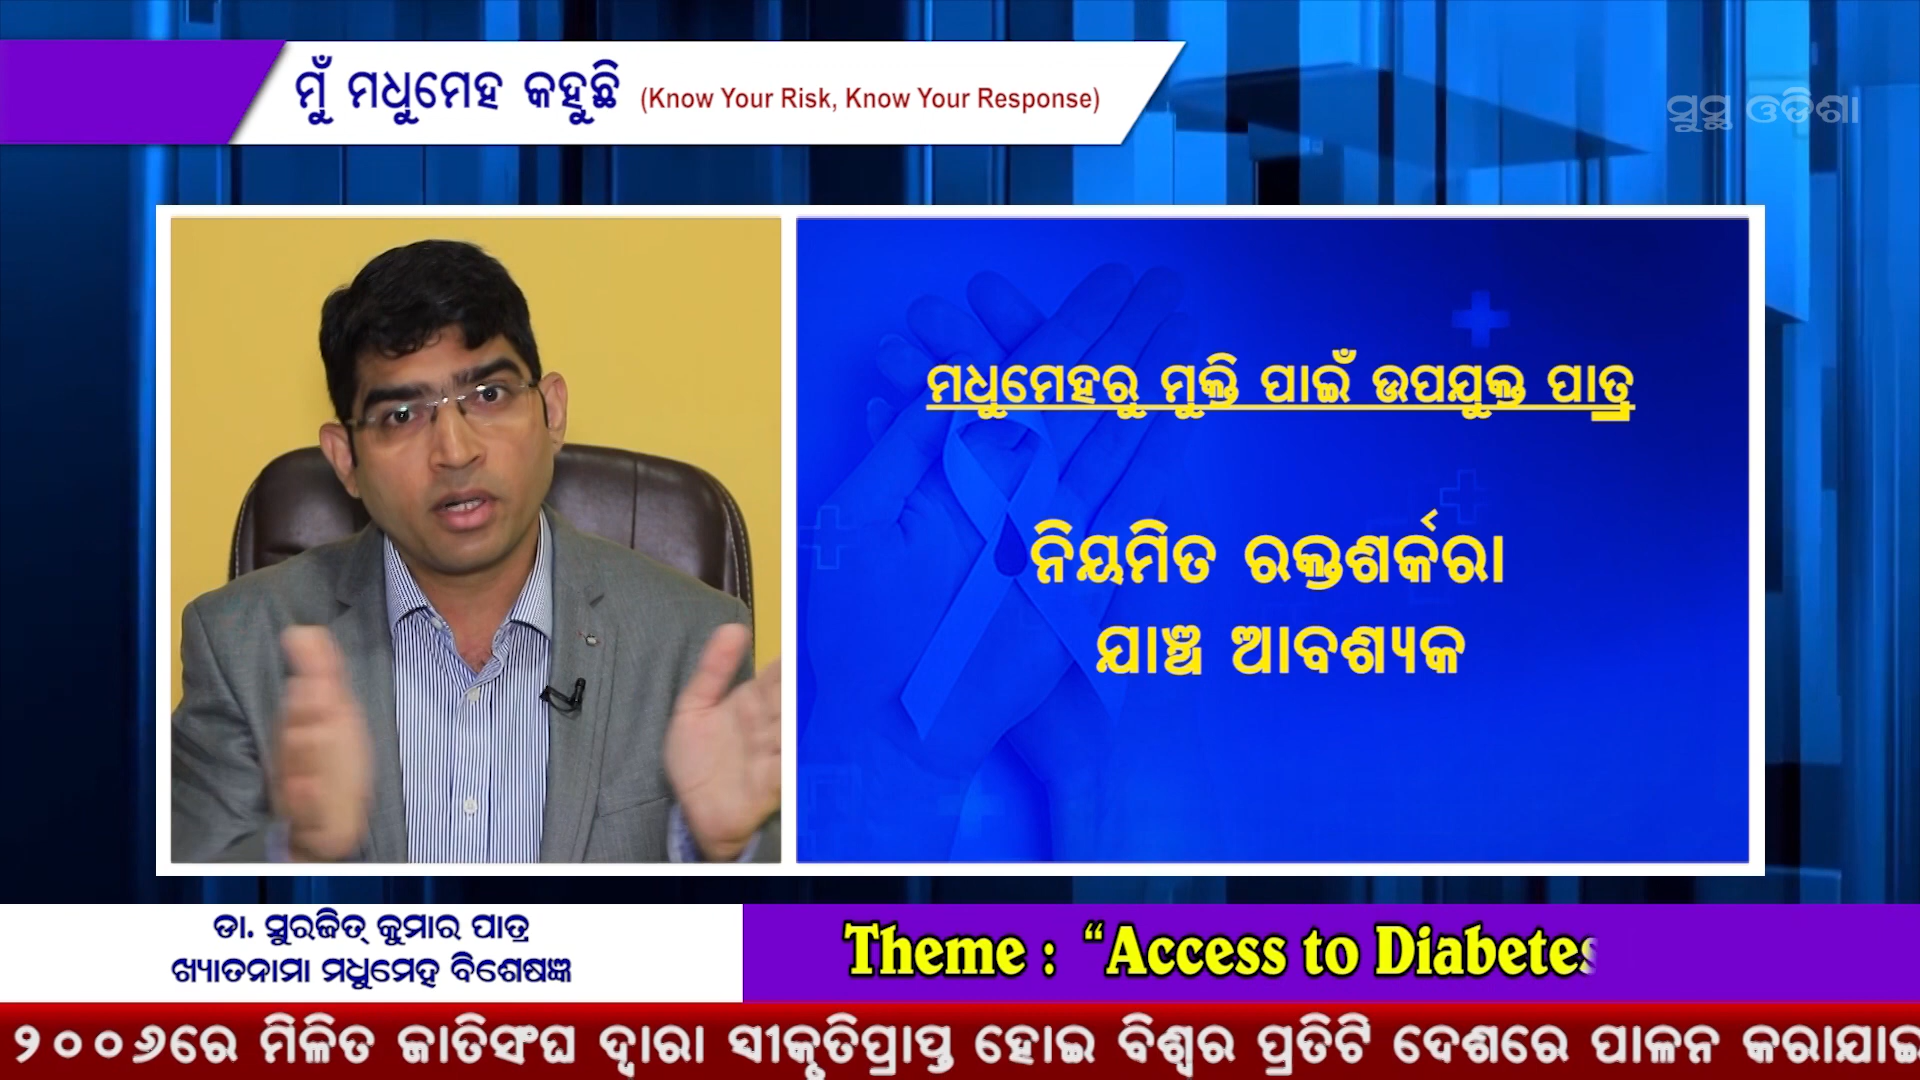 ମୁଁ ମଧୁମେହ କହୁଛି (Know Your Risk, Know Your Response)
ସୁସ୍ଥ ଓଡିଶା
ମଧୁମେହରୁ ମୁକ୍ତି ପାଇଁ ଉପଯୁକ୍ତ ପାତ୍ର
ନିୟମିତ ରକ୍ତଶର୍କରା
ଯାଞ୍ଚ ଆବଶ୍ୟକ
ଡା. ସୁରଜିତ୍ କୁମାର ପାତ୍ର
ଖ୍ୟାତନାମା ମଧୁମେହ ବିଶେଷଜ୍ଞ
Theme : “Access to Diabetes
୨୦୦୬ରେ ମିଳିତ ଜାତିସଂଘ ଦ୍ୱାରା ସ୍ୱୀକୃତିପ୍ରାପ୍ତ ହୋଇ ବିଶ୍ୱର ପ୍ରତିଟି ଦେଶରେ ପାଳନ କରାଯାଇ